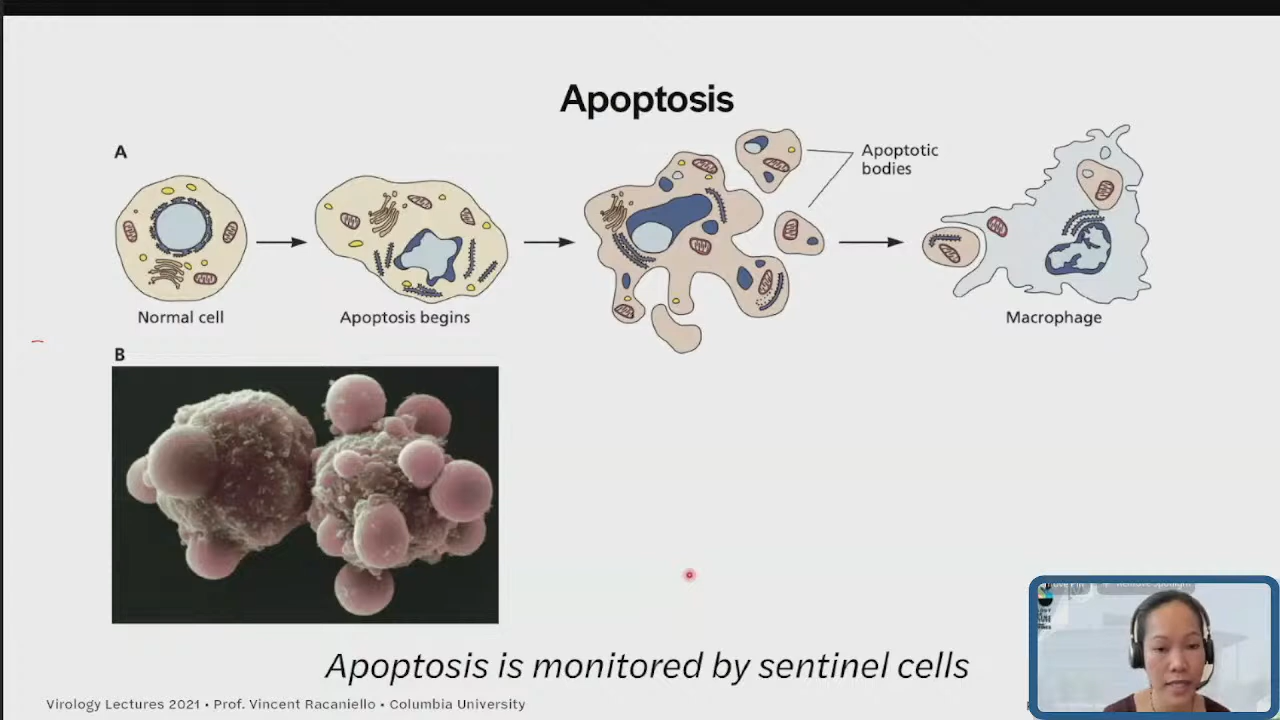 Apoptosis
A
Apoptotic
bodies
Normal cell
Apoptosis begins
Macrophage
B
Apoptosis is monitored by sentinel cells
Virology Lectures 2021 • Prof. Vincent Racaniello • Columbia University